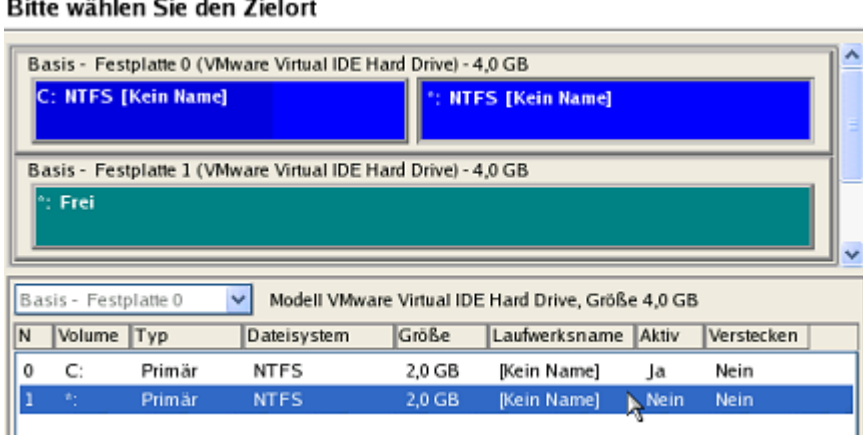 Bitte wählen Sie den Zielort
Basis - Festplatte 0 (VMware Virtual IDE Hard Drive) - 4,0 GB
C: NTFS [Kein Name] *: NTFS [Kein Name]
Basis - Festplatte 1 (VMware Virtual IDE Hard Drive) - 4,0 GB
*: Frei
Basis - Festplatte 0 Modell VMware Virtual IDE Hard Drive, Größe 4,0 GB
N Volume Typ Dateisystem Größe Laufwerksname Aktiv Verstecken
0 C: Primär NTFS 2,0 GB [Kein Name] Ja Nein
1 *: Primär NTFS 2,0 GB [Kein Name] Nein Nein